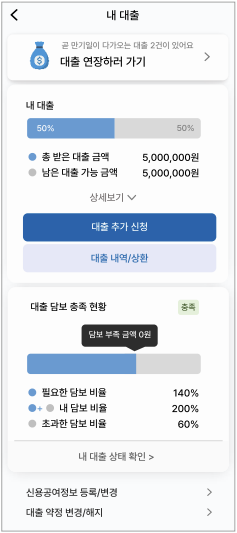 내 대출
곧 만기일이 다가오는 대출 2건이 있어요
대출 연장하러 가기
내 대출
50% 50%
총 받은 대출 금액 5,000,000원
남은 대출 가능 금액 5,000,000원
상세보기
대출 추가 신청
대출 내역/상환
대출 담보 충족 현황 충족
담보 부족 금액 0원
필요한 담보 비율 140%
+ 내 담보 비율 200%
초과한 담보 비율 60%
내 대출 상태 확인 >
신용공여정보 등록/변경
대출 약정 변경/해지